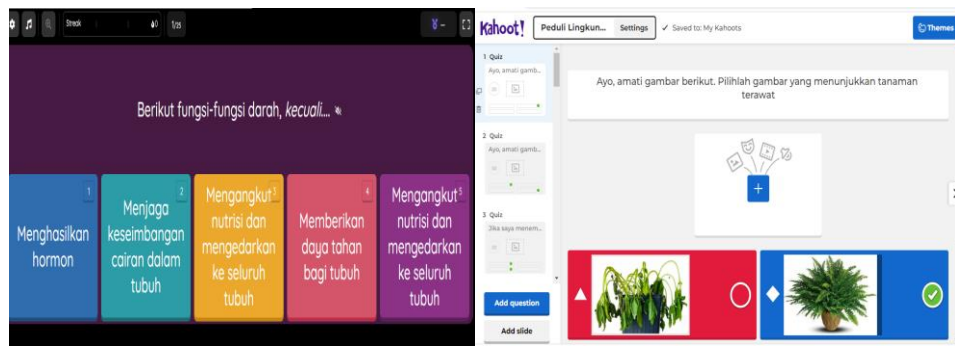 Streak
0
1/25
Berikut fungsi-fungsi darah, kecuali....
1
Menghasilkan
hormon
2
Menjaga
keseimbangan
cairan dalam
tubuh
3
Mengangkut
nutrisi dan
mengedarkan
ke seluruh
tubuh
4
Memberikan
daya tahan
bagi tubuh
5
Mengangkut
nutrisi dan
mengedarkan
ke seluruh
tubuh
Kahoot!
Peduli Lingkun...
Settings
Saved to: My Kahoots
Themes
1 Quiz
Ayo, amati gamb...
2 Quiz
Ayo, amati gamb...
3 Quiz
Jika saya menem...
Add question
Add slide
Ayo, amati gambar berikut. Pilihlah gambar yang menunjukkan tanaman
terawat